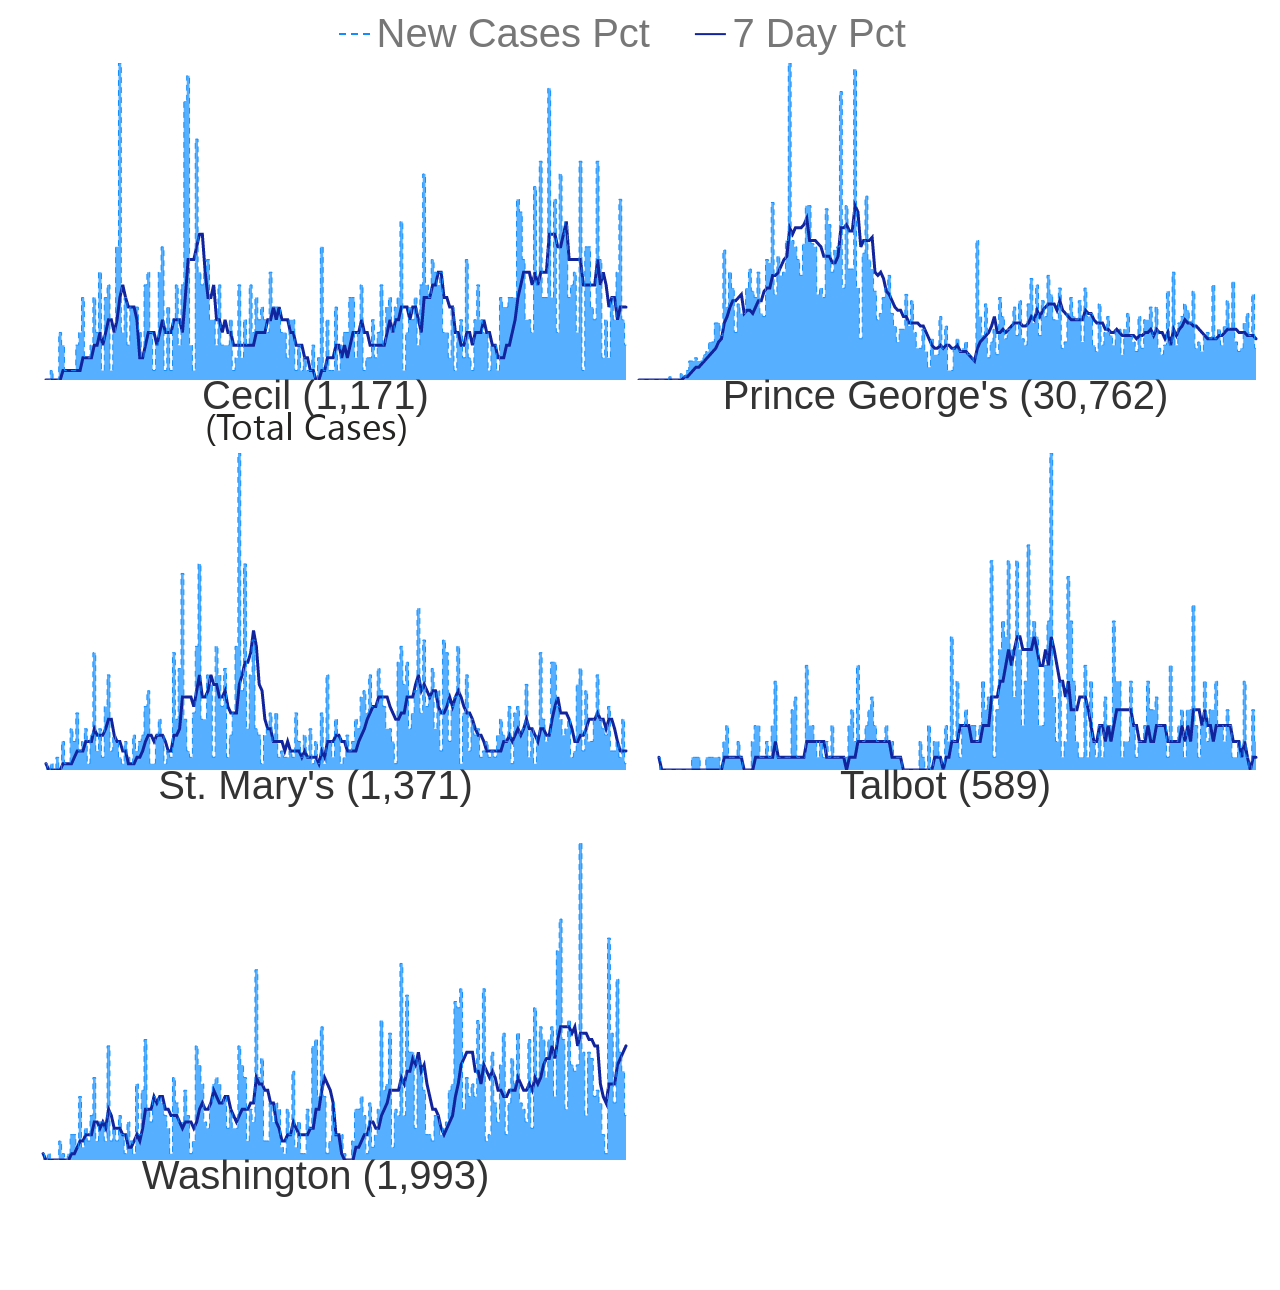 New Cases Pct 7 Day Pct
Cecil (1,171)
(Total Cases)
Prince George's (30,762)
St. Mary's (1,371)
Talbot (589)
Washington (1,993)